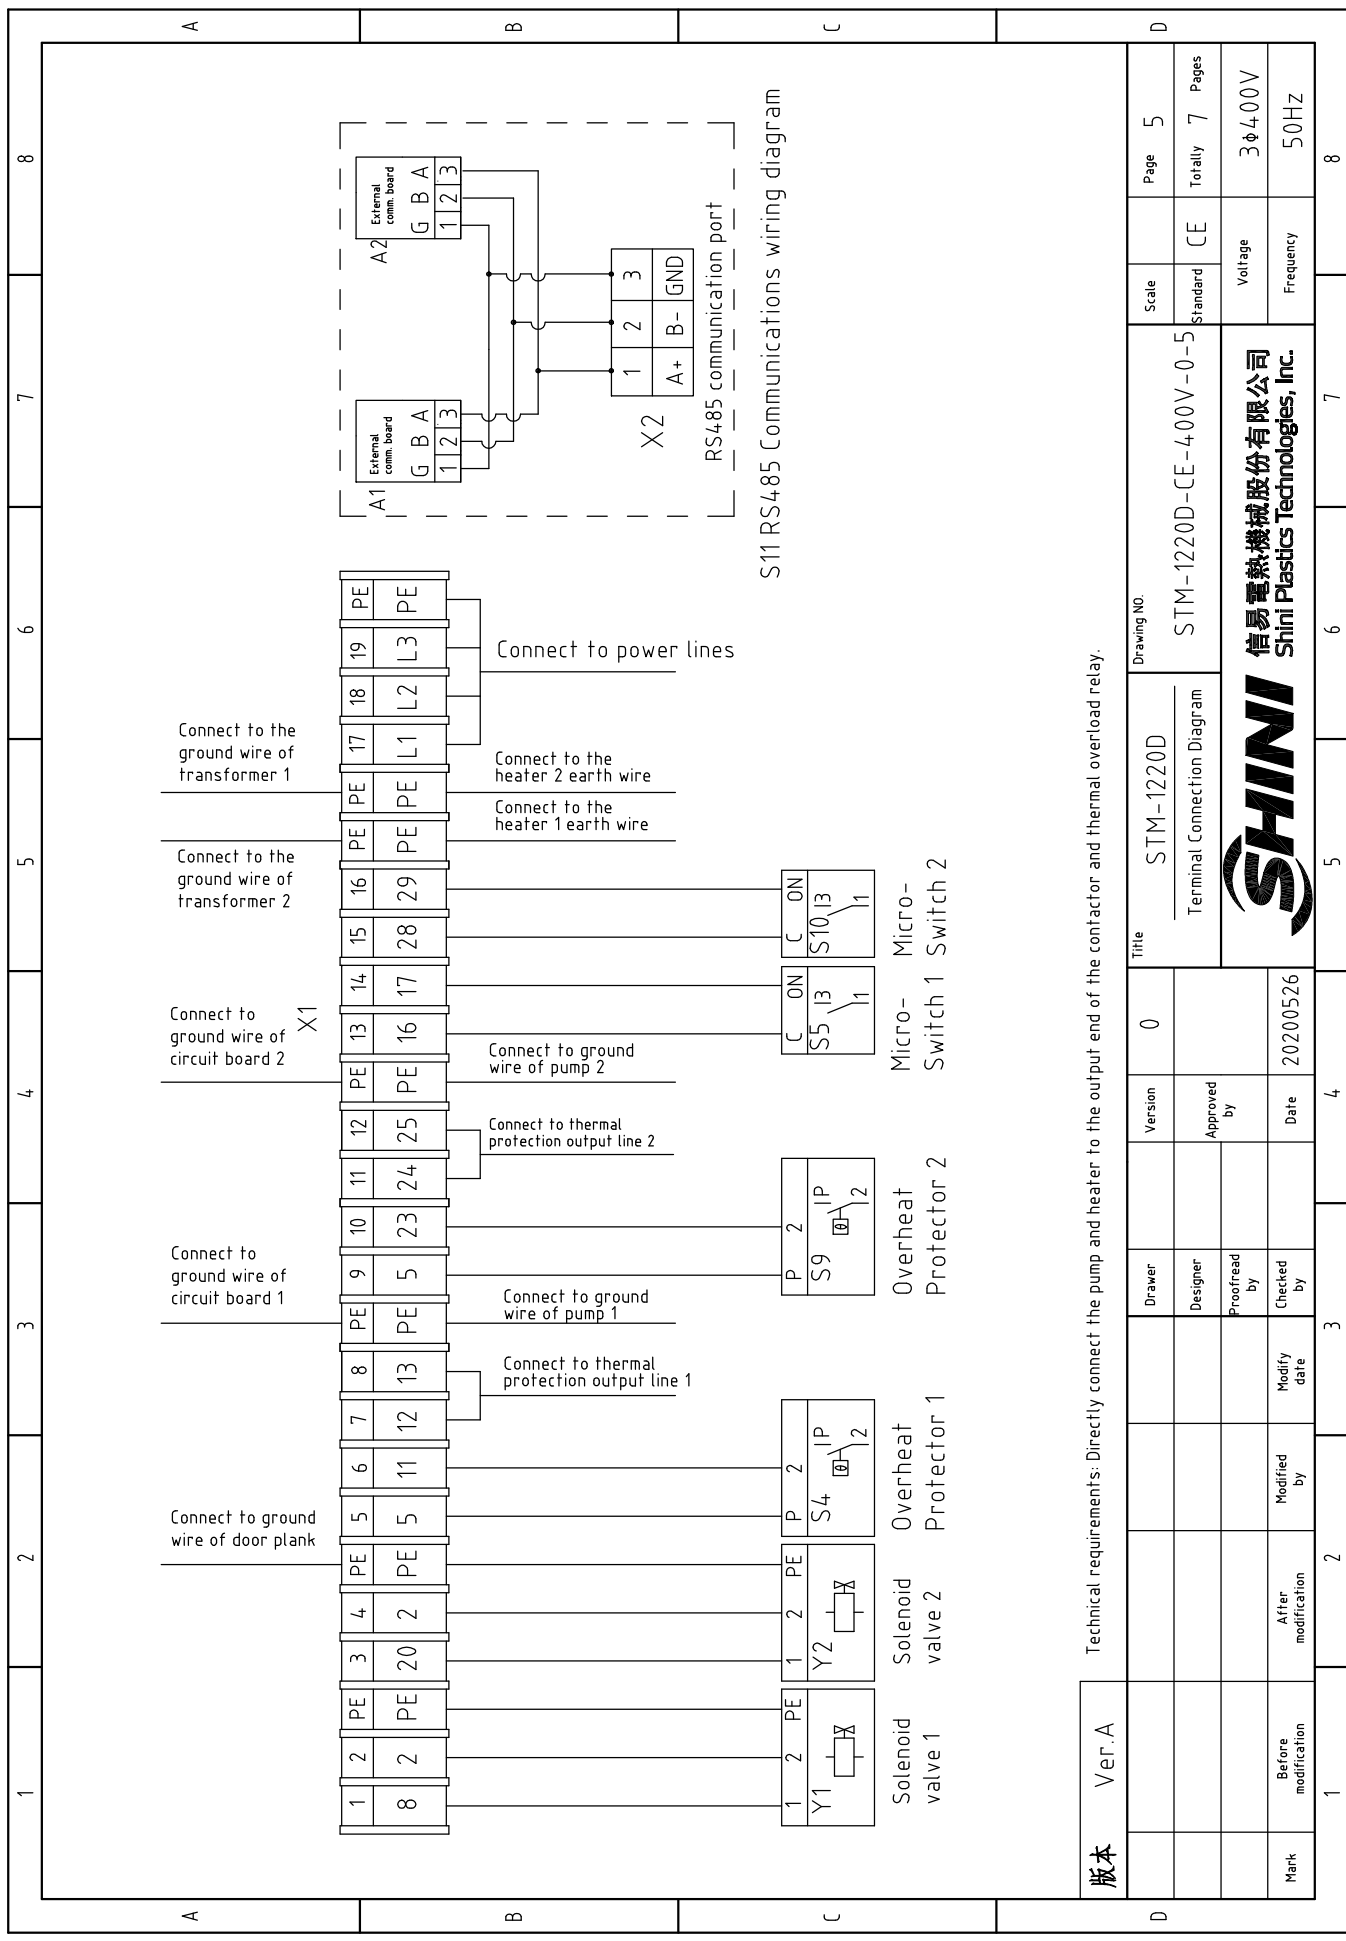 1 2 3 4 5 6 7 8
A
B
C
D
A
B
C
D
1 2 3 4 5 6 7 8
Connect to ground
wire of door plank
Connect to
ground wire of
circuit board 1
Connect to
ground wire of
circuit board 2
Connect to the
ground wire of
transformer 2
Connect to the
ground wire of
transformer 1
X1
1 2 PE 3 4 PE 5 6 7 8 PE 9 10 11 12 PE 13 14 15 16 PE PE 17 18 19 PE
8 2 PE 20 2 PE 5 11 12 13 PE 5 23 24 25 PE 16 17 28 29 PE PE L1 L2 L3 PE
Connect to thermal
protection output line 1
Connect to ground
wire of pump 1
Connect to thermal
protection output line 2
Connect to ground
wire of pump 2
Connect to the
heater 1 earth wire
Connect to the
heater 2 earth wire
Connect to power lines
1 2 PE
Y1
Solenoid
valve 1
1 2 PE
Y2
Solenoid
valve 2
P 2
S4 θ P
2
Overheat
Protector 1
P 2
S9 θ P
2
Overheat
Protector 2
C ON
S5 3
1
Micro-
Switch 1
C ON
S10 3
1
Micro-
Switch 2
A1
External
comm. board
G B A
1 2 3
A2
External
comm. board
G B A
1 2 3
X2
1 2 3
A+ B- GND
RS485 communication port
S11 RS485 Communications wiring diagram
版本 Ver.A
Technical requirements: Directly connect the pump and heater to the output end of the contactor and thermal overload relay.
Mark
Before
modification
After
modification
Modified
by
Modify
date
Drawer
Designer
Proofread
by
Checked
by
Version 0
Approved
by
Date 20200526
Title
STM-1220D
Terminal Connection Diagram
Drawing NO.
STM-1220D-CE-400V-0-5
Scale
Page 5
Standard CE
Totally 7 Pages
Voltage 3Φ400V
Frequency 50HZ
SHINI
信易電熱機械股份有限公司
Shini Plastics Technologies, Inc.